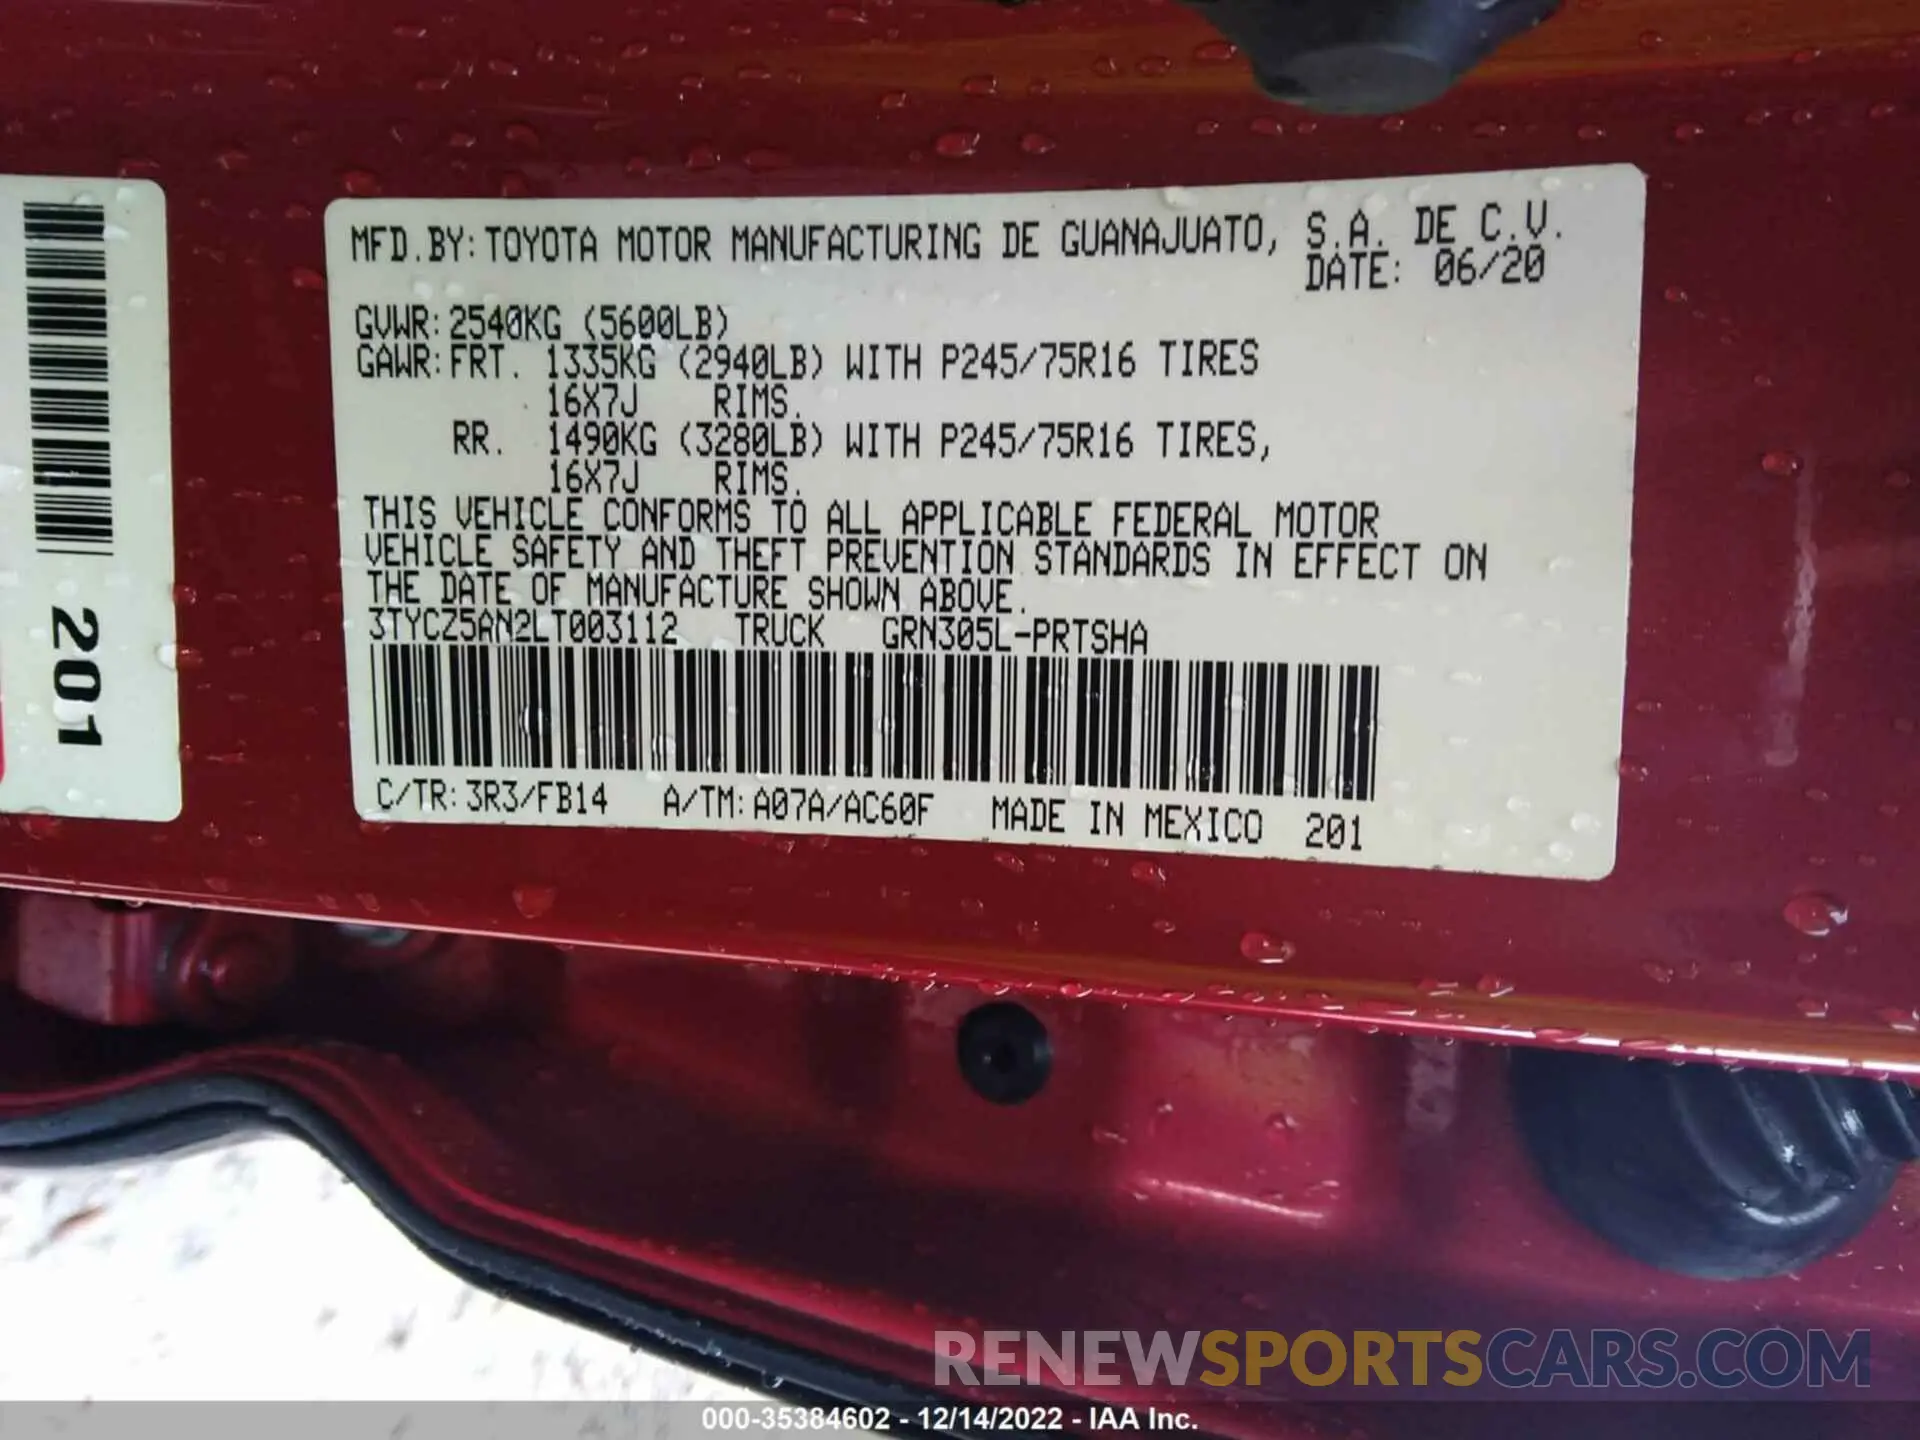 201
MFD.BY:TOYOTA MOTOR MANUFACTURING DE GUANAJUATO, S.A. DE C.V.
DATE: 06/20
GVWR:2540KG (5600LB)
GAWR:FRT. 1335KG (2940LB) WITH P245/75R16 TIRES
16X7J RIMS.
RR. 1490KG (3280LB) WITH P245/75R16 TIRES,
16X7J RIMS.
THIS VEHICLE CONFORMS TO ALL APPLICABLE FEDERAL MOTOR
VEHICLE SAFETY AND THEFT PREVENTION STANDARDS IN EFFECT ON
THE DATE OF MANUFACTURE SHOWN ABOVE.
3TYCZ5AN2LT003112 TRUCK GRN305L-PRTSHA
C/TR:3R3/FB14 A/TM:A07A/AC60F MADE IN MEXICO 201
RENEWSPORTSCARS.COM
000-35384602 - 12/14/2022 - IAA Inc.